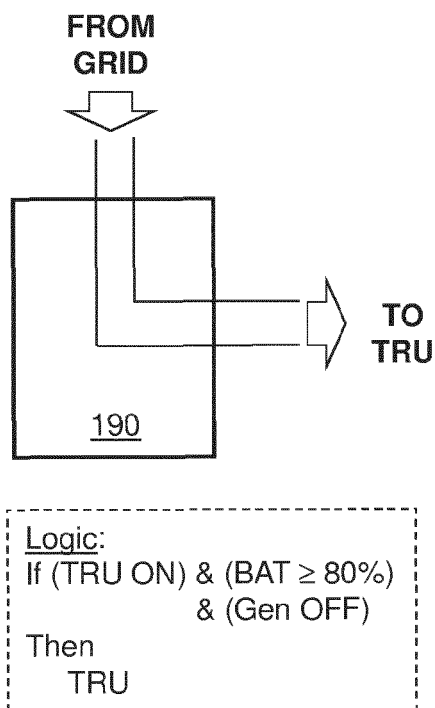 FROM
GRID
TO
TRU
190
Logic:
If (TRU ON) & (BAT ≥ 80%)
& (Gen OFF)
Then
TRU